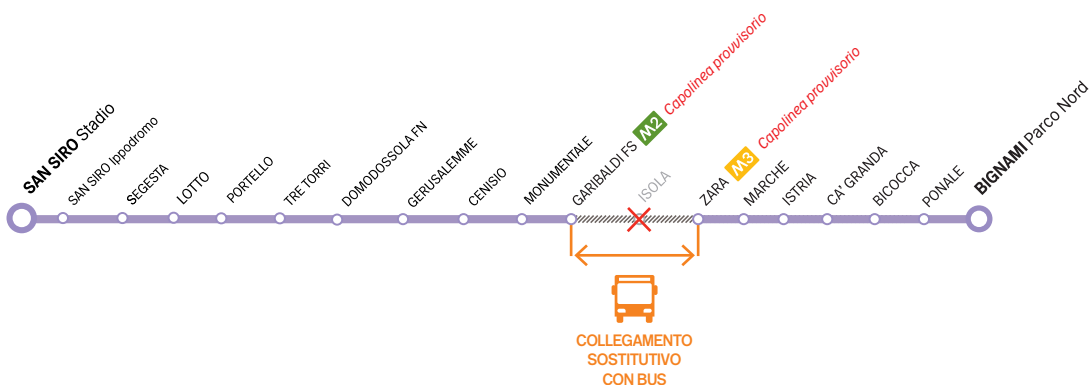 SAN SIRO Stadio
SAN SIRO Ippodromo
SEGESTA
LOTTO
PORTELLO
TRE TORRI
DOMODOSSOLA FN
GERUSALEMME
CENISIO
MONUMENTALE
GARIBALDI FS M2 Capolinea provvisorio
ISOLA
ZARA M3 Capolinea provvisorio
MARCHE
ISTRIA
CA' GRANDA
BICOCCA
PONALE
BIGNAMI Parco Nord
COLLEGAMENTO
SOSTITUTIVO
CON BUS